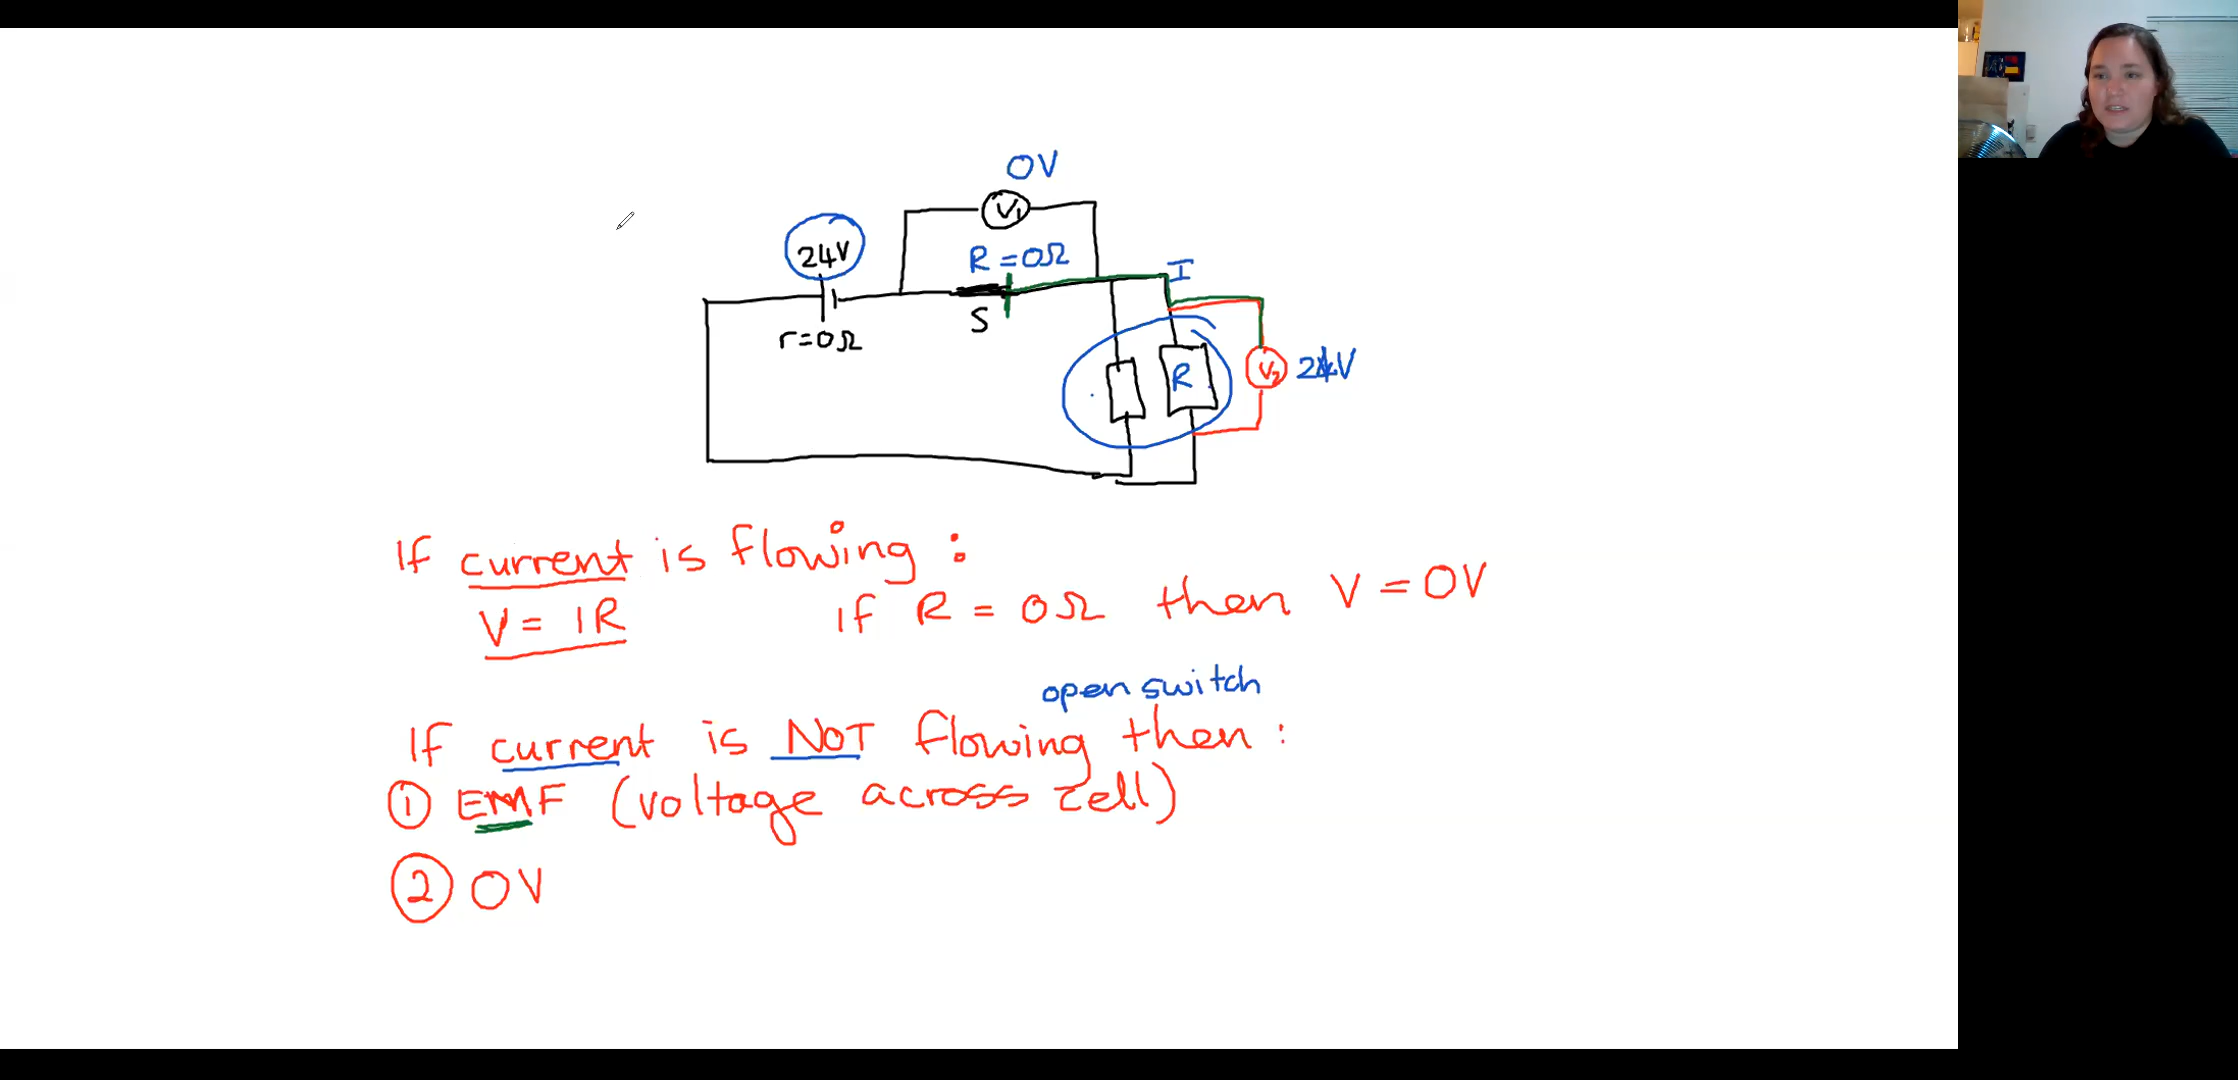 0V
V1
24V
R = 0Ω
I
S
r=0Ω
R
V2
24V
If current is flowing :
V = IR
If R = 0Ω then V = 0V
open switch
If current is NOT flowing then :
① EMF (voltage across cell)
② 0V